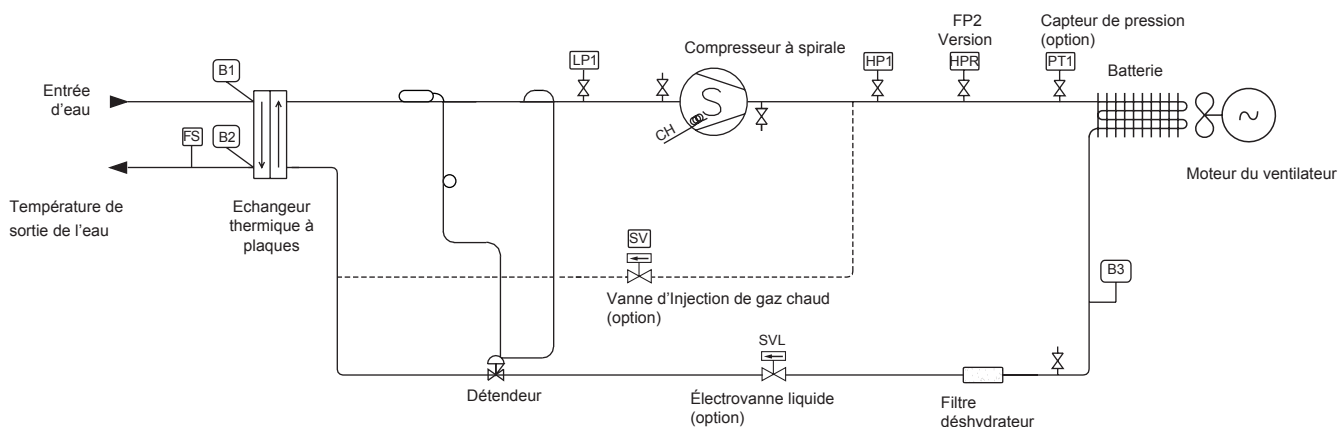 FP2
Version
Capteur de pression
(option)
Compresseur à spirale
LP1
HP1
HPR
PT1
Batterie
B1
Entrée
d'eau
CH
FS
B2
Moteur du ventilateur
Température de
sortie de l'eau
Echangeur
thermique à
plaques
SV
B3
Vanne d'Injection de gaz chaud
(option)
SVL
Détendeur
Électrovanne liquide
(option)
Filtre
déshydrateur